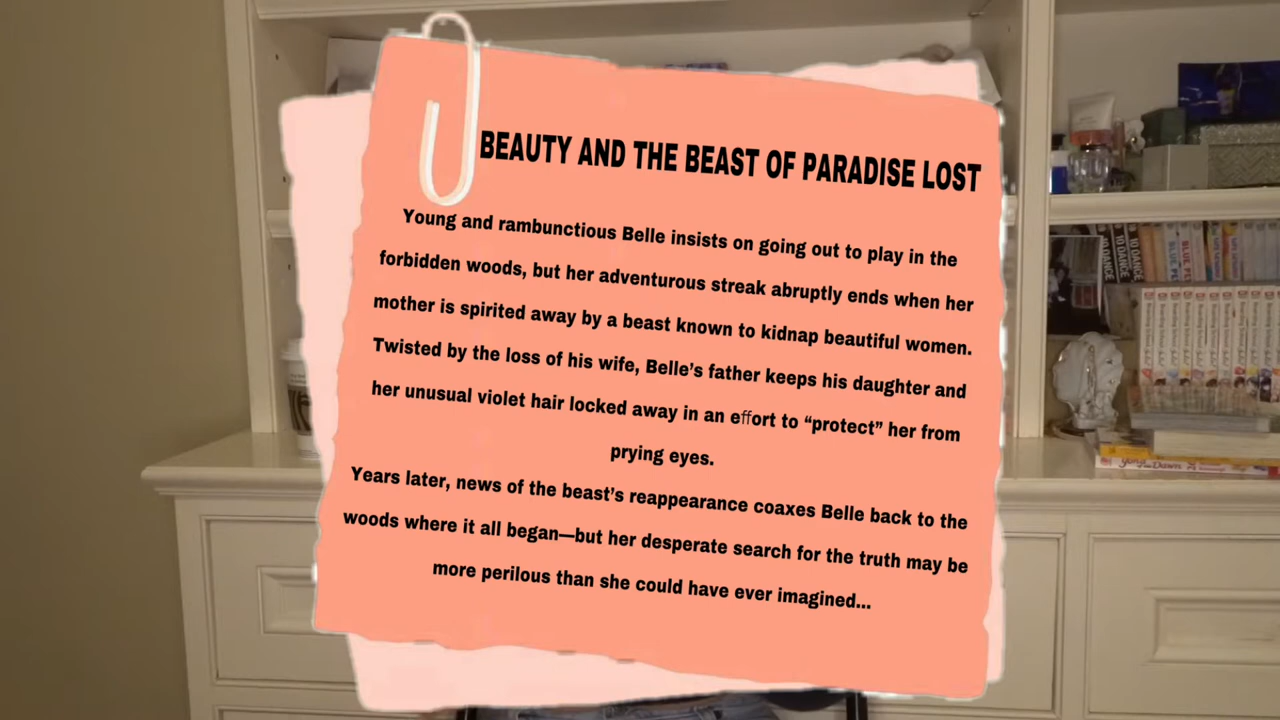 BEAUTY AND THE BEAST OF PARADISE LOST
Young and rambunctious Belle insists on going out to play in the
forbidden woods, but her adventurous streak abruptly ends when her
mother is spirited away by a beast known to kidnap beautiful women.
Twisted by the loss of his wife, Belle’s father keeps his daughter and
her unusual violet hair locked away in an effort to “protect” her from
prying eyes.
Years later, news of the beast’s reappearance coaxes Belle back to the
woods where it all began—but her desperate search for the truth may be
more perilous than she could have ever imagined...
10 DANCE
10 DANCE